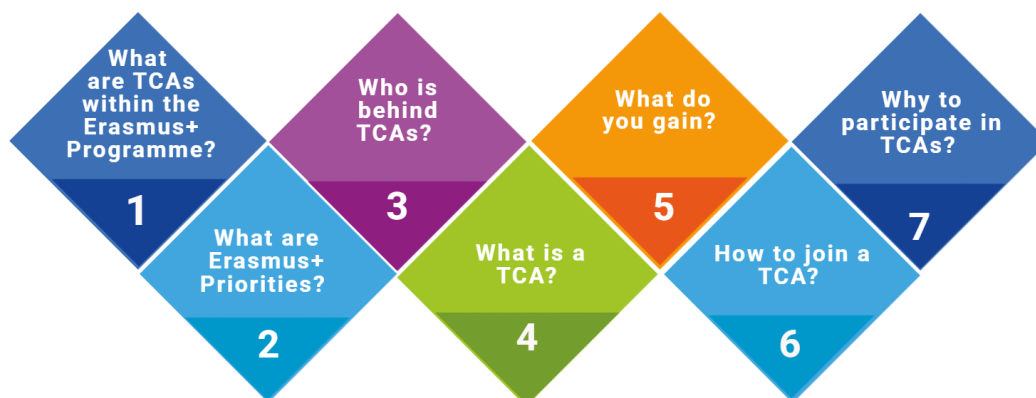 What
are TCAs
within the
Erasmus+
Programme?
1
What are
Erasmus+
Priorities?
2
Who is
behind
TCAs?
3
What is a
TCA?
4
What do
you gain?
5
How to join a
TCA?
6
Why to
participate in
TCAs?
7